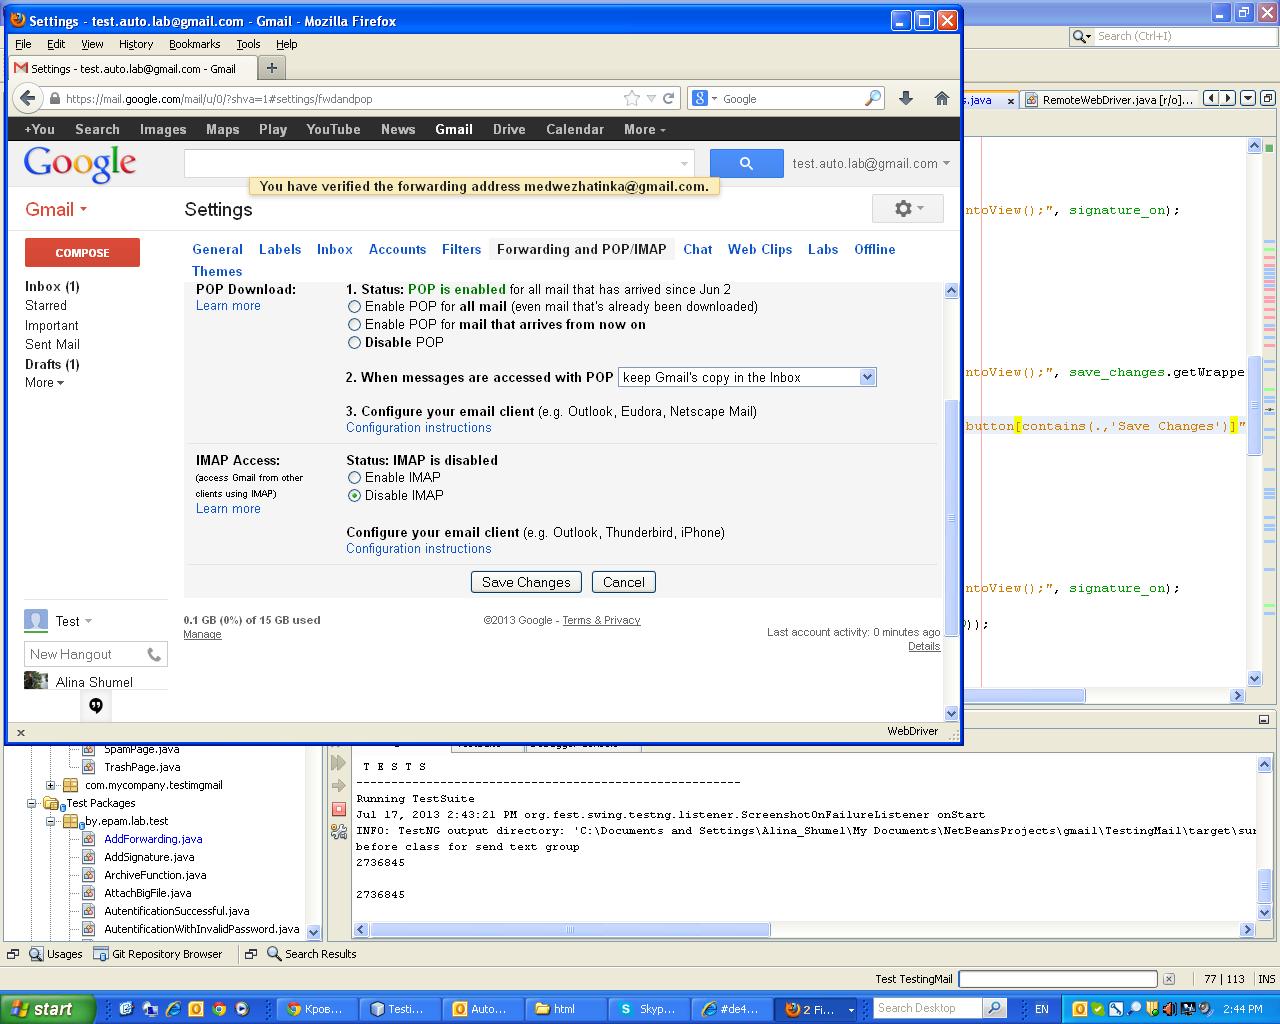 Settings - test.auto.lab@gmail.com - Gmail - Mozilla Firefox
File Edit View History Bookmarks Tools Help
Settings - test.auto.lab@gmail.com - Gmail
https://mail.google.com/mail/u/0/?shva=1#settings/fwdandpop
Google
Search (Ctrl+I)
s.java
RemoteWebDriver.java [r/o]...
+You Search Images Maps Play YouTube News Gmail Drive Calendar More
Google
test.auto.lab@gmail.com
You have verified the forwarding address medwezhatinka@gmail.com.
Gmail
Settings
COMPOSE
General Labels Inbox Accounts Filters Forwarding and POP/IMAP Chat Web Clips Labs Offline
Themes
Inbox (1)
Starred
Important
Sent Mail
Drafts (1)
More
POP Download:
Learn more
1. Status: POP is enabled for all mail that has arrived since Jun 2
Enable POP for all mail (even mail that's already been downloaded)
Enable POP for mail that arrives from now on
Disable POP
2. When messages are accessed with POP keep Gmail's copy in the Inbox
3. Configure your email client (e.g. Outlook, Eudora, Netscape Mail)
Configuration instructions
IMAP Access:
(access Gmail from other
clients using IMAP)
Learn more
Status: IMAP is disabled
Enable IMAP
Disable IMAP
Configure your email client (e.g. Outlook, Thunderbird, iPhone)
Configuration instructions
Save Changes Cancel
Test
New Hangout
Alina Shumel
0.1 GB (0%) of 15 GB used
Manage
©2013 Google - Terms & Privacy
Last account activity: 0 minutes ago
Details
WebDriver
ntoView();", signature_on);
ntoView();", save_changes.getWrappe
button[contains(.,'Save Changes')]"
ntoView();", signature_on);
));
SpamPage.java
TrashPage.java
com.mycompany.testimgmail
Test Packages
by.epam.lab.test
AddForwarding.java
AddSignature.java
ArchiveFunction.java
AttachBigFile.java
AutentificationSuccessful.java
AutentificationWithInvalidPassword.java
T E S T S
-------------------------------------------------------
Running TestSuite
Jul 17, 2013 2:43:21 PM org.fest.swing.testng.listener.ScreenshotOnFailureListener onStart
INFO: TestNG output directory: 'C:\Documents and Settings\Alina_Shumel\My Documents\NetBeansProjects\gmail\TestingMail\target\sur
before class for send text group
2736845
2736845
Usages Git Repository Browser Search Results
Test TestingMail
77 | 113 INS
start
Кров...
Testi...
Auto...
html
Skyp...
#de4...
2 Fi...
Search Desktop
EN
2:44 PM